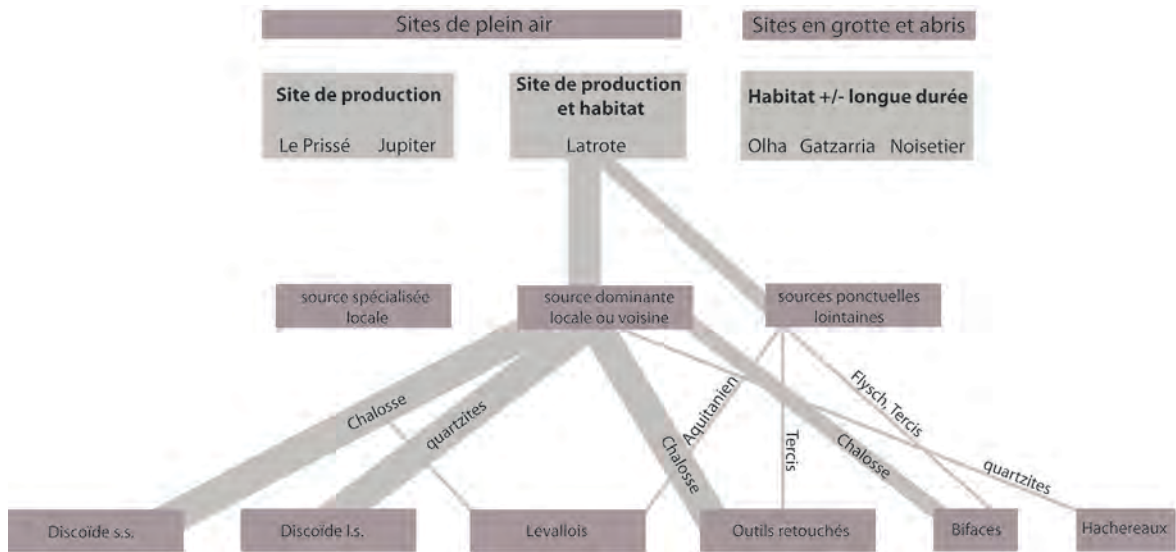 Sites de plein air
Sites en grotte et abris
Site de production
Le Prissé Jupiter
Site de production
et habitat
Latrote
Habitat +/- longue durée
Olha Gatzarria Noisetier
source spécialisée
locale
source dominante
locale ou voisine
sources ponctuelles
lointaines
Chalosse
quartzites
Chalosse
Aquitanien
Tercis
Chalosse
Flysch, Tercis
quartzites
Discoïde s.s.
Discoïde l.s.
Levallois
Outils retouchés
Bifaces
Hachereaux